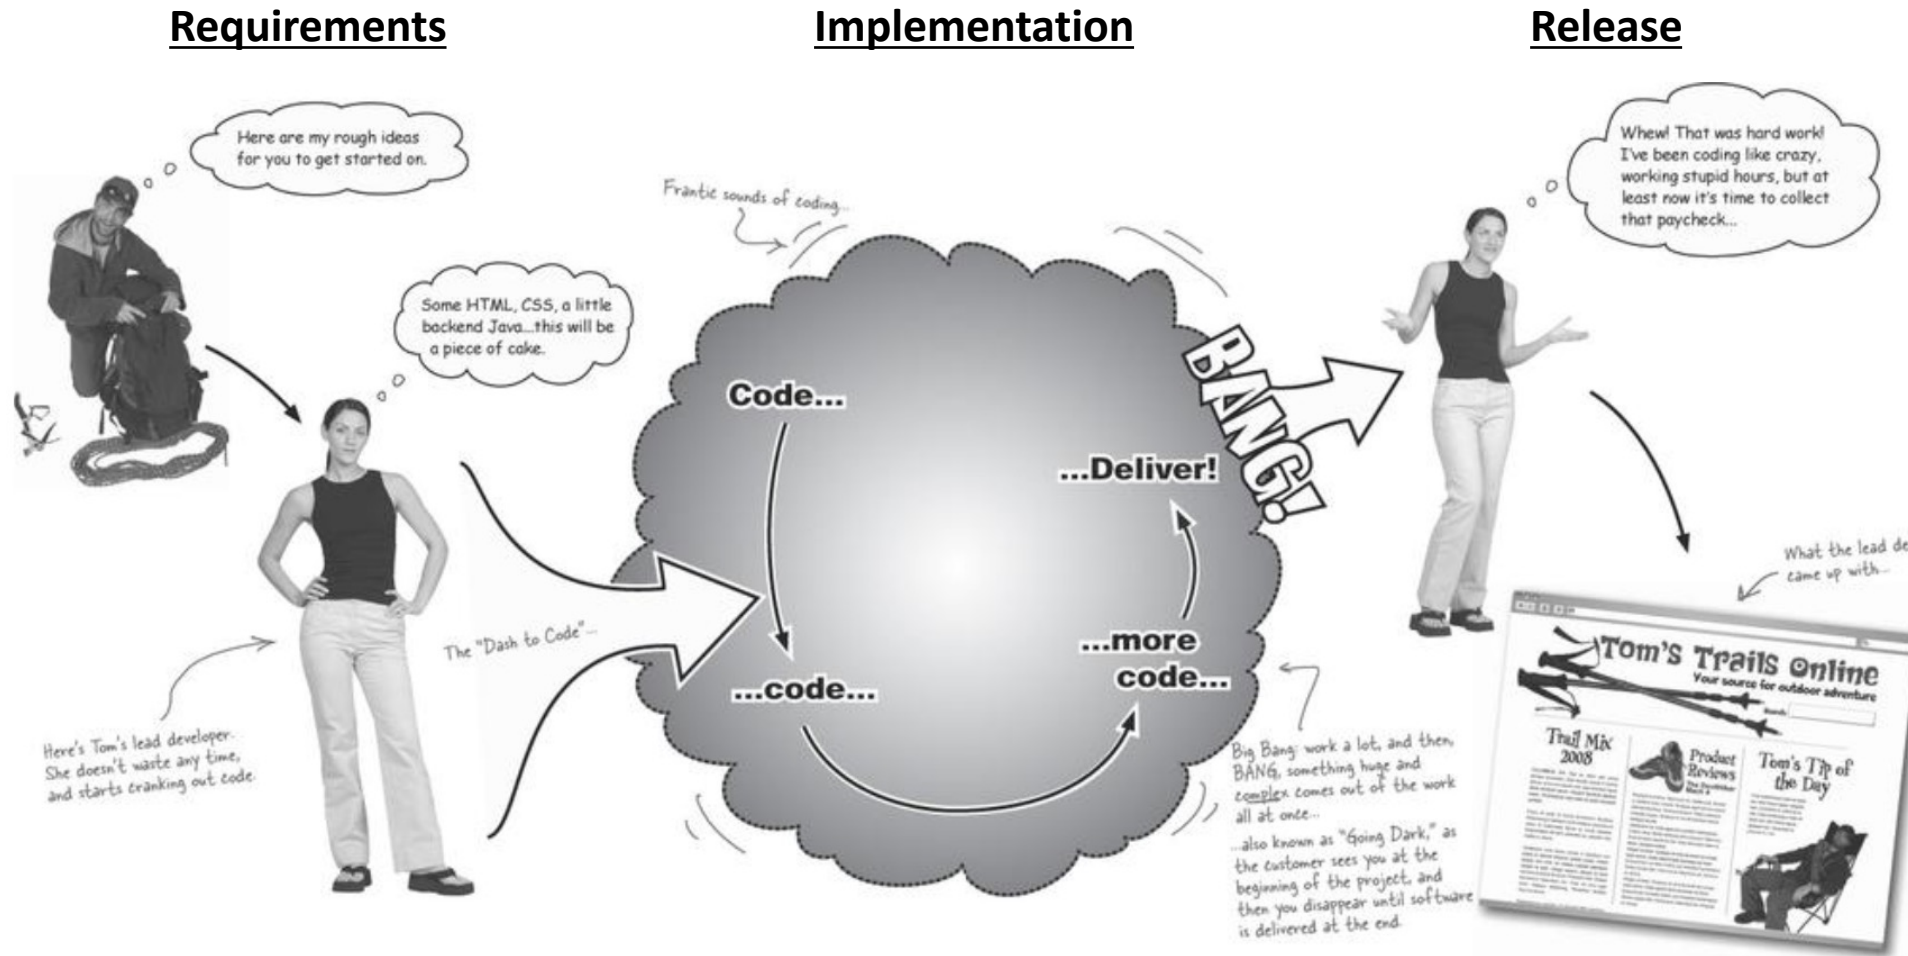 Requirements
Implementation
Release
Here are my rough ideas
for you to get started on.
Some HTML, CSS, a little
backend Java...this will be
a piece of cake.
Here's Tom's lead developer.
She doesn't waste any time,
and starts cranking out code.
The "Dash to Code"...
Frantic sounds of coding...
Code...
...code...
...more
code...
...Deliver!
BANG!
Big Bang: work a lot, and then,
BANG, something huge and
complex comes out of the work
all at once...
...also known as "Going Dark," as
the customer sees you at the
beginning of the project, and
then you disappear until software
is delivered at the end.
Whew! That was hard work!
I've been coding like crazy,
working stupid hours, but at
least now it's time to collect
that paycheck...
What the lead de
came up with...
Tom's Trails Online
Your source for outdoor adventure
Trail Mix
2008
Product
Reviews
Tom's Tip of
the Day